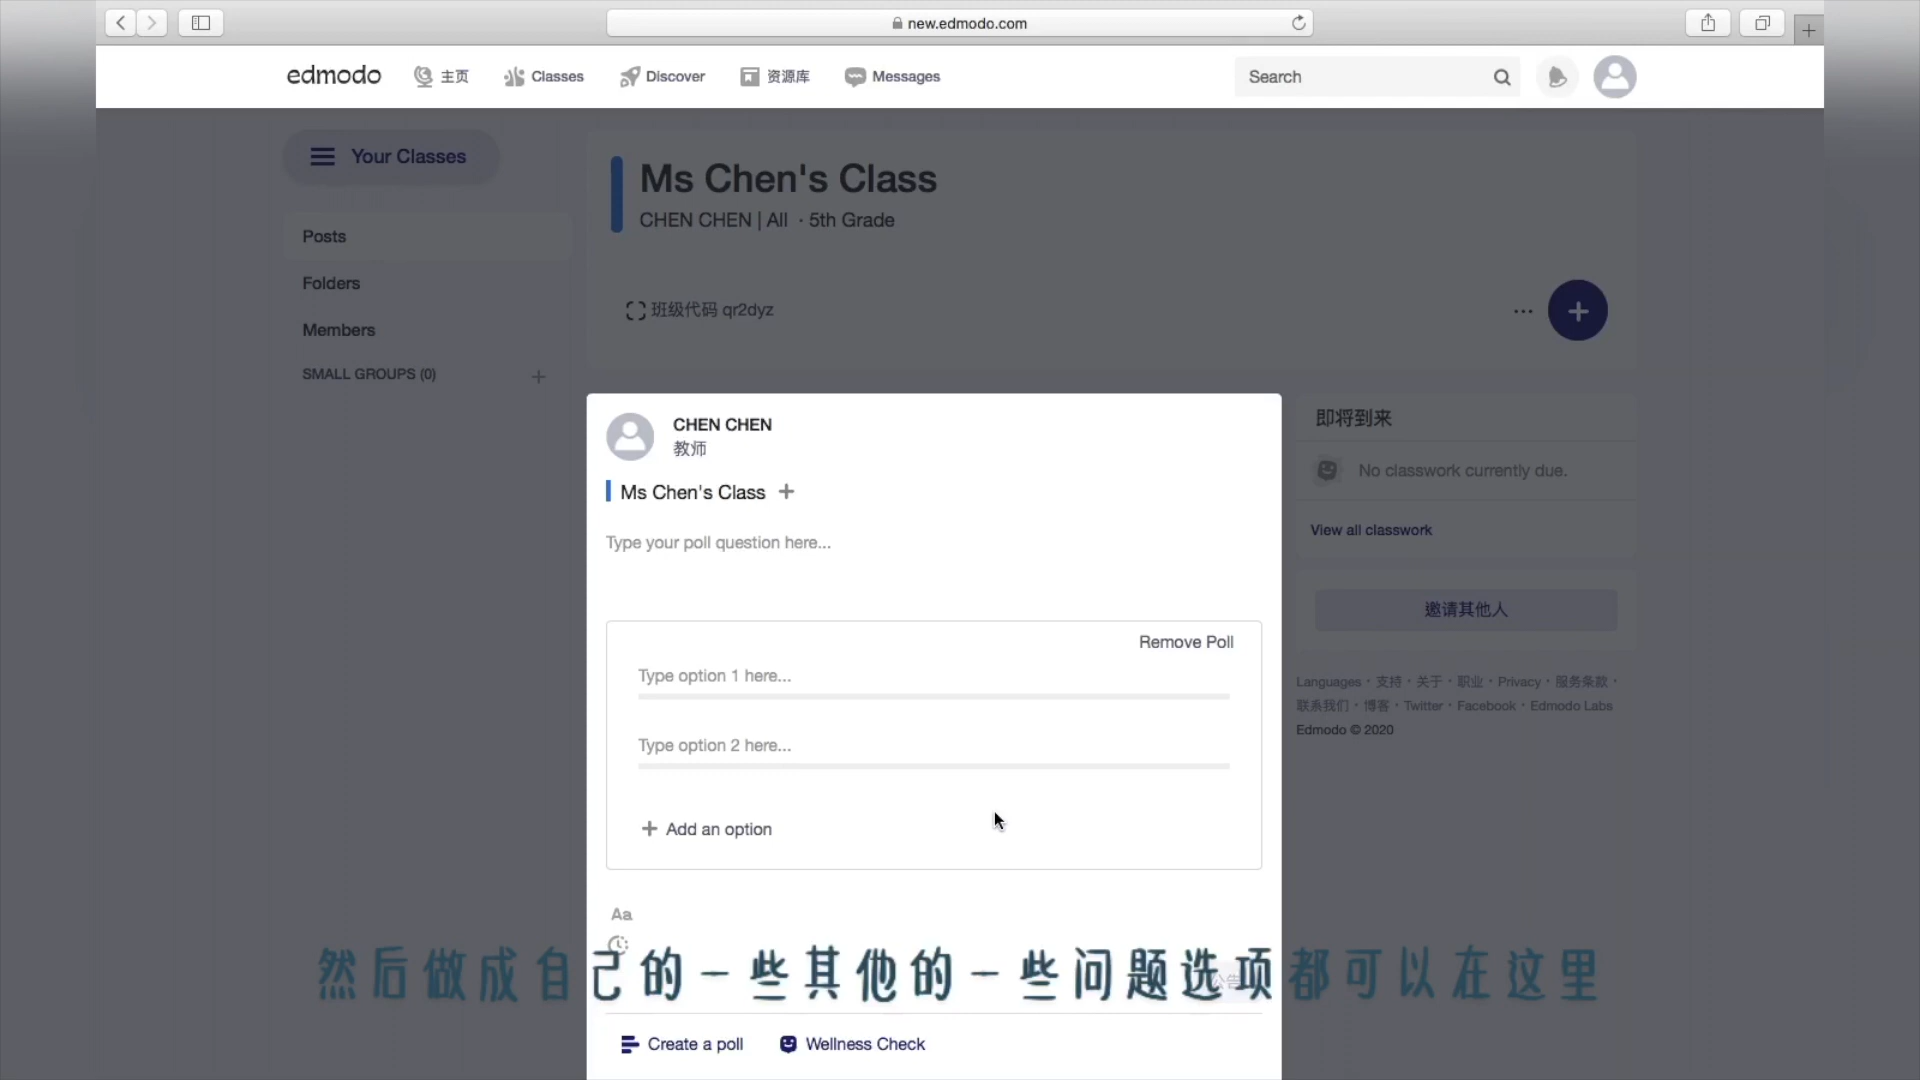 new.edmodo.com
edmodo
主页
Classes
Discover
资源库
Messages
Search
Your Classes
Posts
Folders
Members
SMALL GROUPS (0)
Ms Chen's Class
CHEN CHEN | All · 5th Grade
班级代码 qr2dyz
CHEN CHEN
教师
Ms Chen's Class
Type your poll question here...
Remove Poll
Type option 1 here...
Type option 2 here...
Add an option
Aa
公告
然后做成自己的一些其他的一些问题选项都可以在这里
Create a poll
Wellness Check
即将到来
No classwork currently due.
View all classwork
邀请其他人
Languages · 支持 · 关于 · 职业 · Privacy · 服务条款 ·
联系我们 · 博客 · Twitter · Facebook · Edmodo Labs
Edmodo © 2020